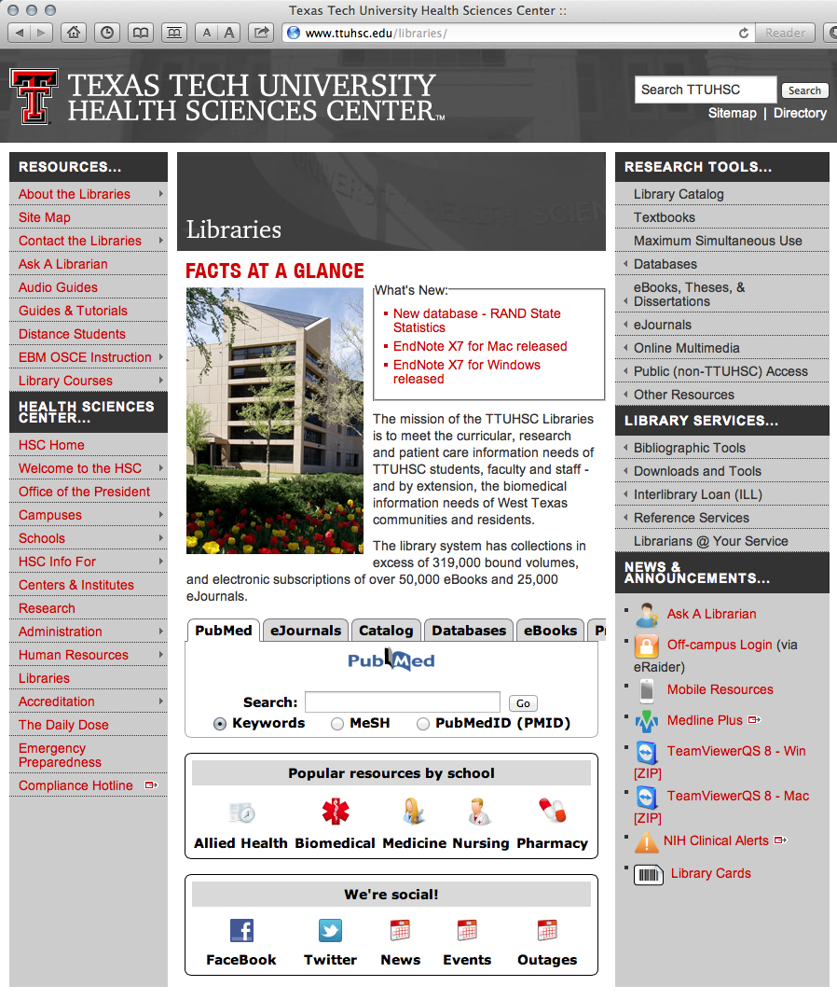 Texas Tech University Health Sciences Center ::
A A
www.ttuhsc.edu/libraries/
Reader
TEXAS TECH UNIVERSITY
HEALTH SCIENCES CENTER™
Search TTUHSC
Search
Sitemap | Directory
RESOURCES...
About the Libraries
Site Map
Contact the Libraries
Ask A Librarian
Audio Guides
Guides & Tutorials
Distance Students
EBM OSCE Instruction
Library Courses
HEALTH SCIENCES
CENTER...
HSC Home
Welcome to the HSC
Office of the President
Campuses
Schools
HSC Info For
Centers & Institutes
Research
Administration
Human Resources
Libraries
Accreditation
The Daily Dose
Emergency
Preparedness
Compliance Hotline
Libraries
FACTS AT A GLANCE
What's New:
New database - RAND State
Statistics
EndNote X7 for Mac released
EndNote X7 for Windows
released
The mission of the TTUHSC Libraries
is to meet the curricular, research
and patient care information needs of
TTUHSC students, faculty and staff -
and by extension, the biomedical
information needs of West Texas
communities and residents.
The library system has collections in
excess of 319,000 bound volumes,
and electronic subscriptions of over 50,000 eBooks and 25,000
eJournals.
PubMed eJournals Catalog Databases eBooks
PubMed
Search:
Go
Keywords MeSH PubMedID (PMID)
Popular resources by school
Allied Health Biomedical Medicine Nursing Pharmacy
We're social!
FaceBook Twitter News Events Outages
RESEARCH TOOLS...
Library Catalog
Textbooks
Maximum Simultaneous Use
Databases
eBooks, Theses, &
Dissertations
eJournals
Online Multimedia
Public (non-TTUHSC) Access
Other Resources
LIBRARY SERVICES...
Bibliographic Tools
Downloads and Tools
Interlibrary Loan (ILL)
Reference Services
Librarians @ Your Service
NEWS &
ANNOUNCEMENTS...
Ask A Librarian
Off-campus Login (via
eRaider)
Mobile Resources
Medline Plus
TeamViewerQS 8 - Win
[ZIP]
TeamViewerQS 8 - Mac
[ZIP]
NIH Clinical Alerts
Library Cards